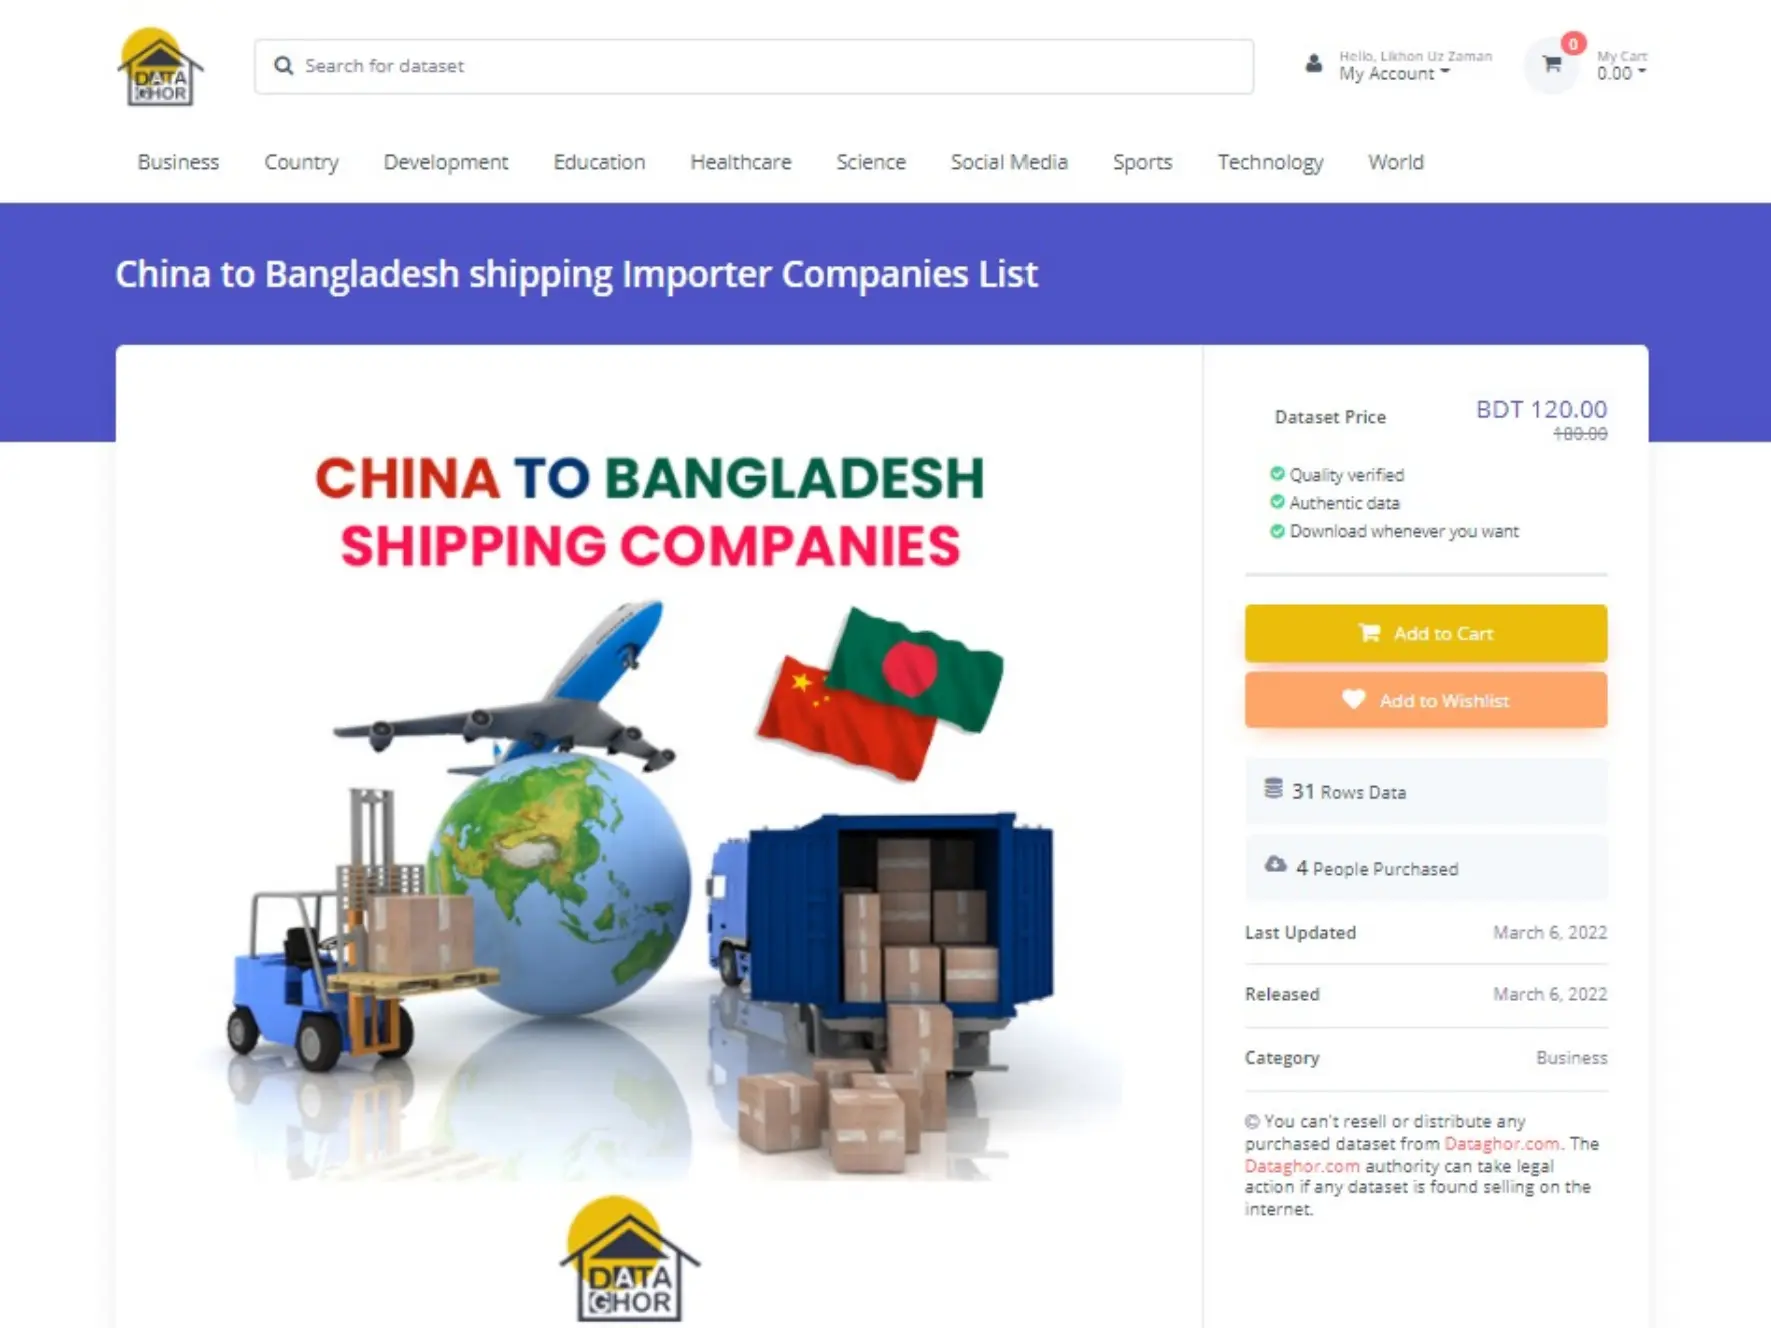 DATA
GHOR
Search for dataset
Hello, Likhon Uz Zaman
My Account
0
My Cart
0.00
Business Country Development Education Healthcare Science Social Media Sports Technology World
China to Bangladesh shipping Importer Companies List
CHINA TO BANGLADESH
SHIPPING COMPANIES
DATA
GHOR
Dataset Price BDT 120.00
180.00
Quality verified
Authentic data
Download whenever you want
Add to Cart
Add to Wishlist
31 Rows Data
4 People Purchased
Last Updated March 6, 2022
Released March 6, 2022
Category Business
© You can't resell or distribute any
purchased dataset from Dataghor.com. The
Dataghor.com authority can take legal
action if any dataset is found selling on the
internet.